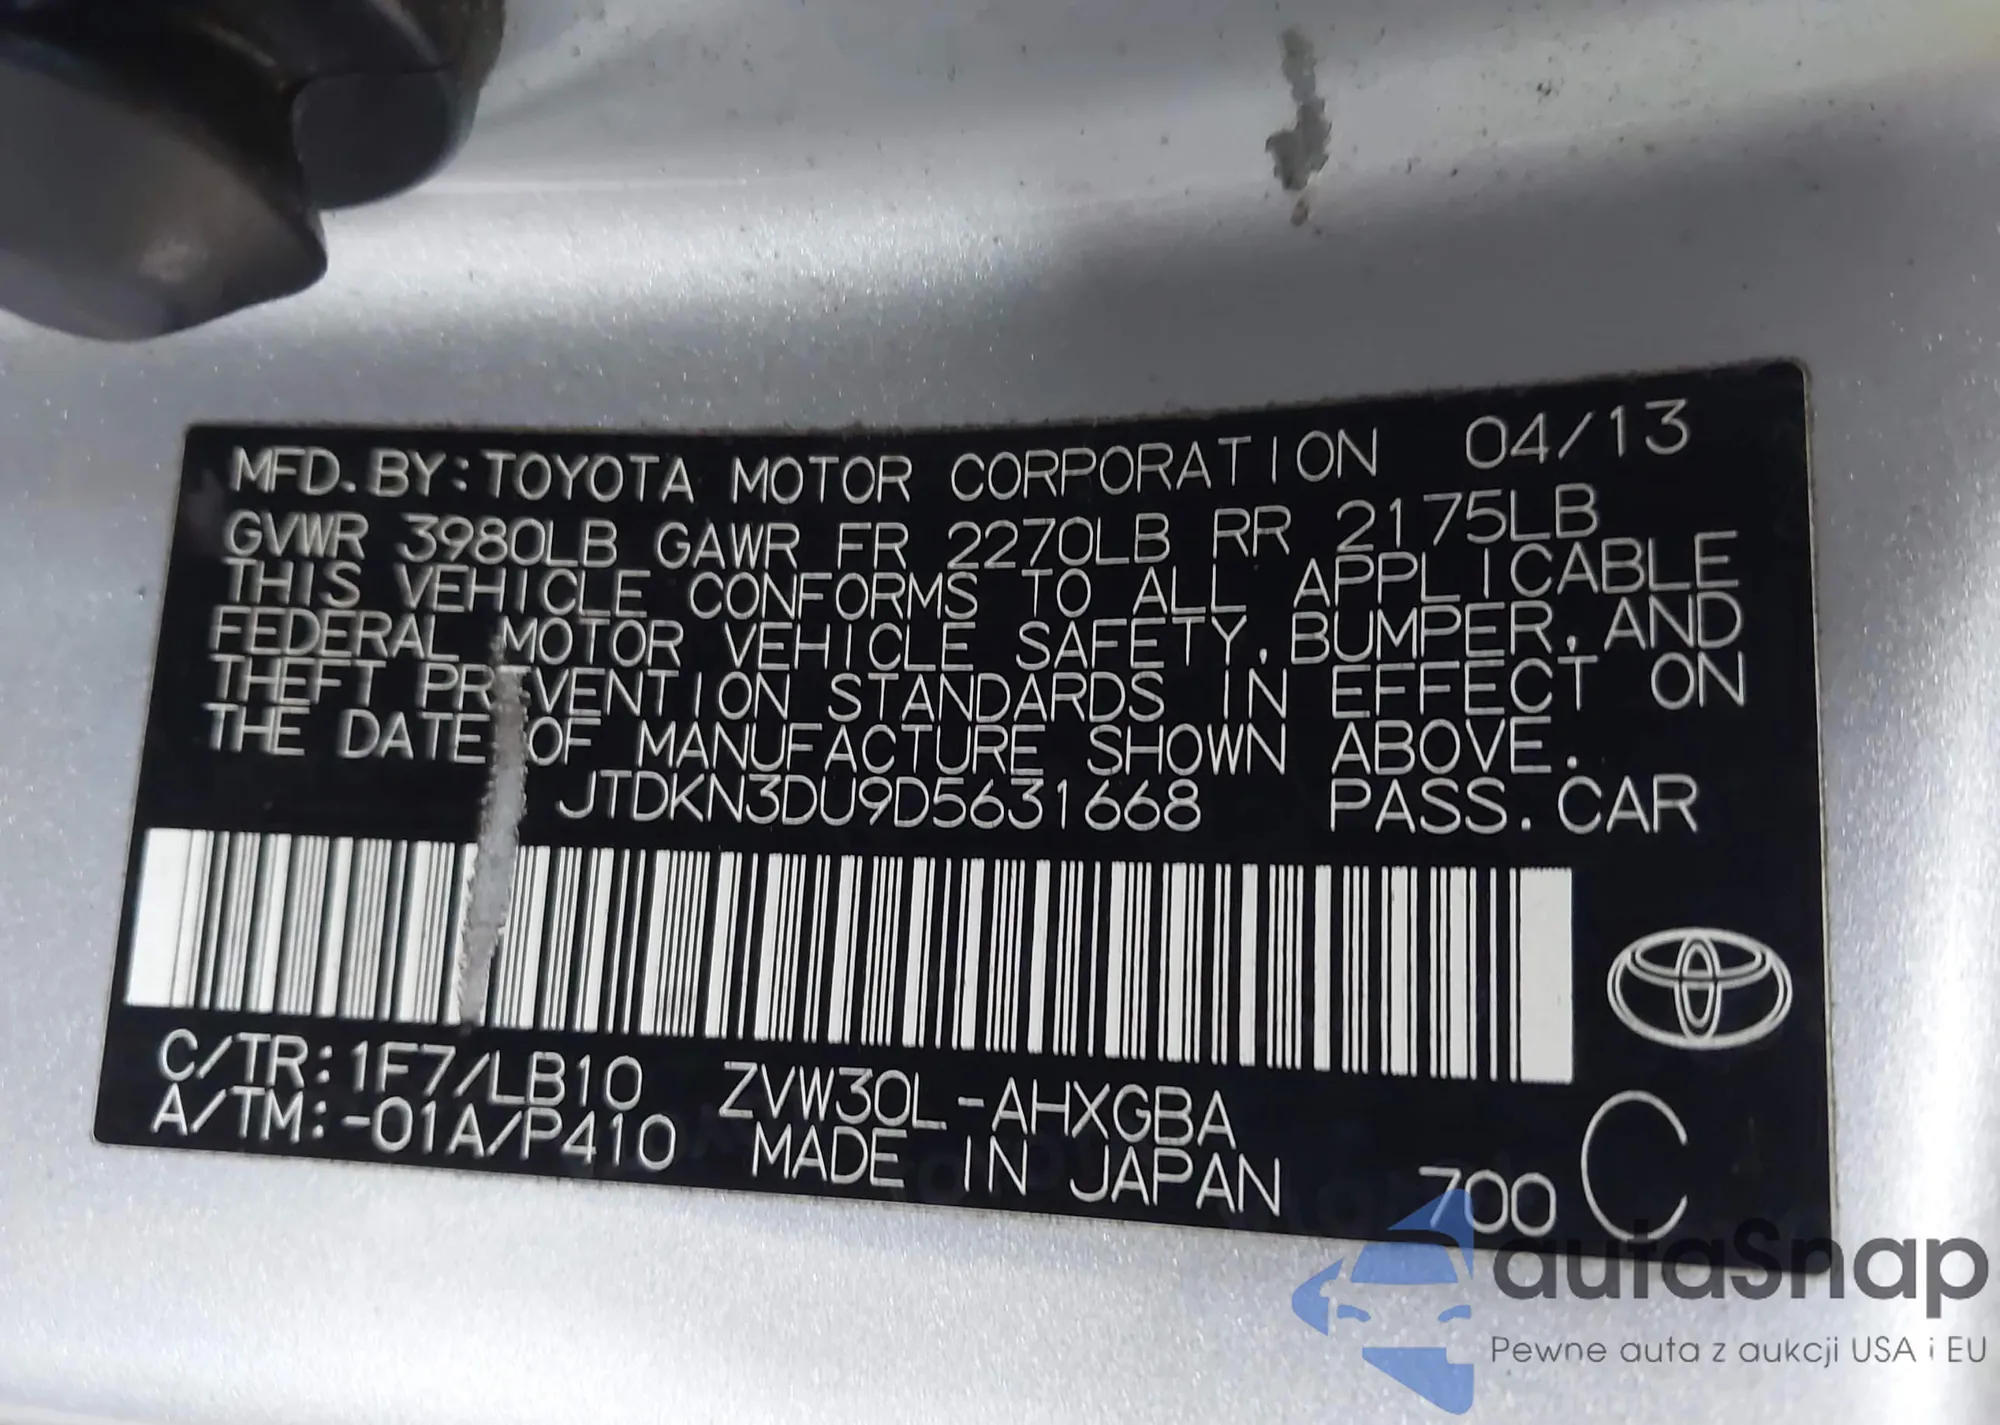 MFD.BY:TOYOTA MOTOR CORPORATION 04/13
GVWR 3980LB GAWR FR 2270LB RR 2175LB
THIS VEHICLE CONFORMS TO ALL APPLICABLE
FEDERAL MOTOR VEHICLE SAFETY,BUMPER,AND
THEFT PREVENTION STANDARDS IN EFFECT ON
THE DATE OF MANUFACTURE SHOWN ABOVE.
JTDKN3DU9D5631668 PASS.CAR
C/TR:1F7/LB10 ZVW30L-AHXGBA
A/TM:-01A/P410 MADE IN JAPAN 700 C
autaSnap
Pewne auta z aukcji USA i EU